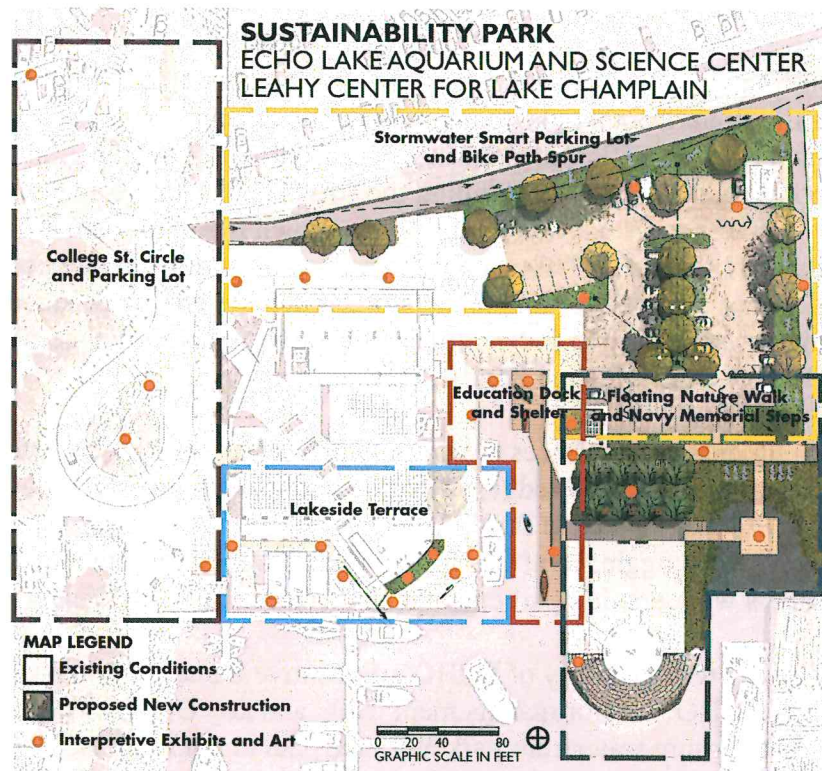 SUSTAINABILITY PARK
ECHO LAKE AQUARIUM AND SCIENCE CENTER
LEAHY CENTER FOR LAKE CHAMPLAIN
Stormwater Smart Parking Lot
and Bike Path Spur
College St. Circle
and Parking Lot
Education Dock
and Shelter
Floating Nature Walk
and Navy Memorial Steps
Lakeside Terrace
MAP LEGEND
Existing Conditions
Proposed New Construction
Interpretive Exhibits and Art
0 20 40 80
GRAPHIC SCALE IN FEET